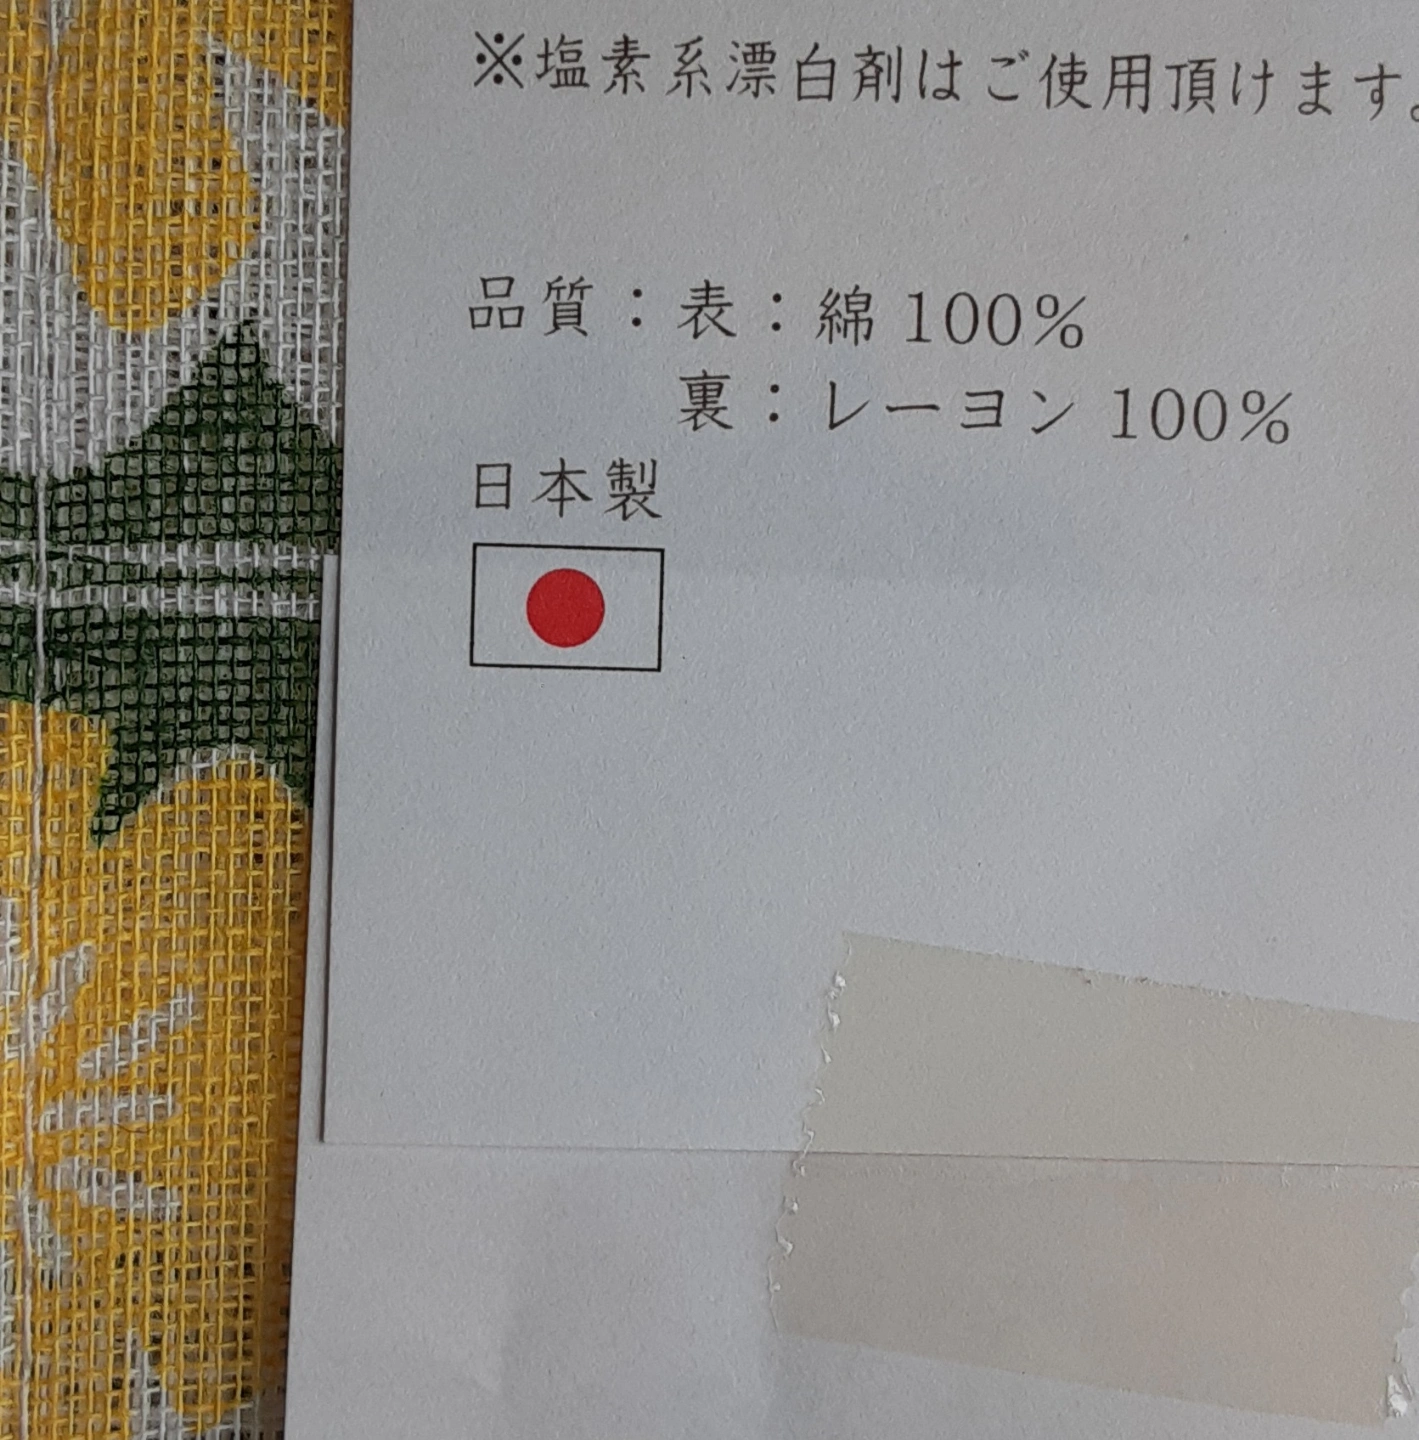 ※塩素系漂白剤はご使用頂けます。
品質：表：綿 100%
裏：レーヨン 100%
日本製